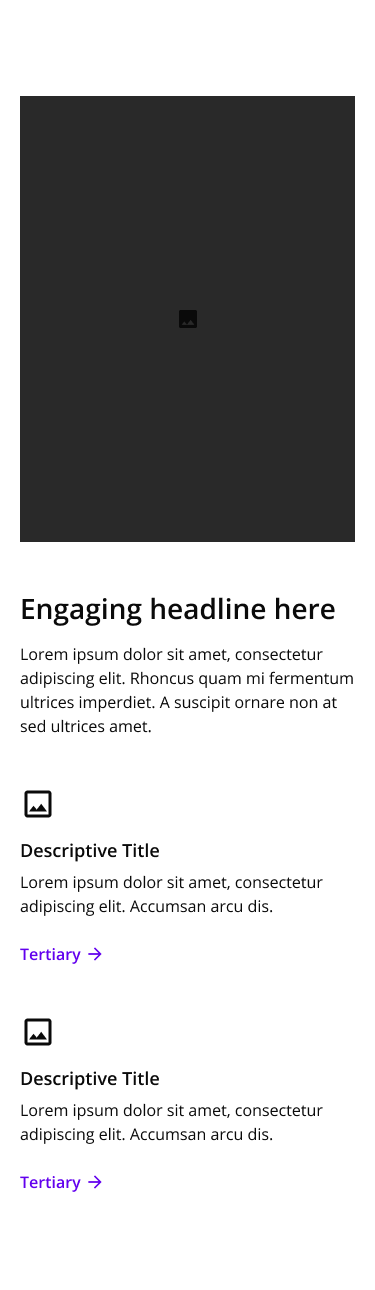 Engaging headline here
Lorem ipsum dolor sit amet, consectetur
adipiscing elit. Rhoncus quam mi fermentum
ultrices imperdiet. A suscipit ornare non at
sed ultrices amet.
Descriptive Title
Lorem ipsum dolor sit amet, consectetur
adipiscing elit. Accumsan arcu dis.
Tertiary →
Descriptive Title
Lorem ipsum dolor sit amet, consectetur
adipiscing elit. Accumsan arcu dis.
Tertiary →